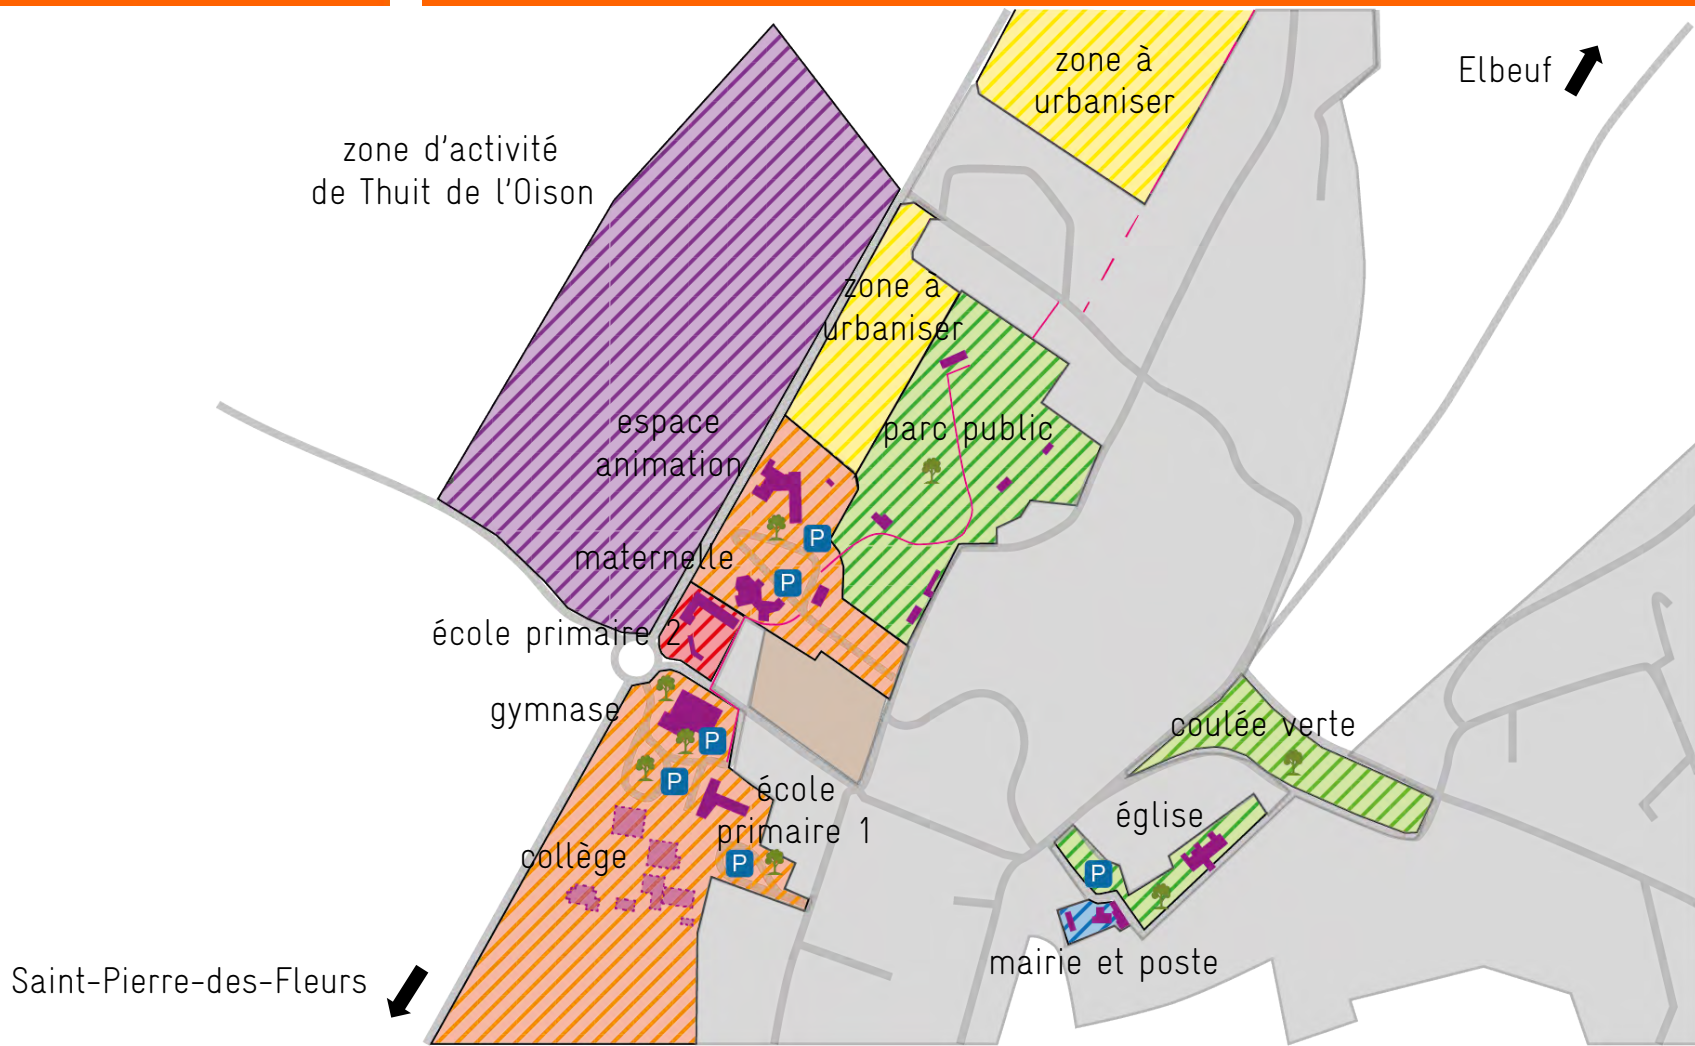 zone à
urbaniser
Elbeuf
zone d'activité
de Thuit de l'Oison
zone à
urbaniser
espace
animation
parc public
P
maternelle
P
école primaire 2
gymnase
P
coulée verte
P
école
primaire 1
église
collège
P
P
mairie et poste
Saint-Pierre-des-Fleurs